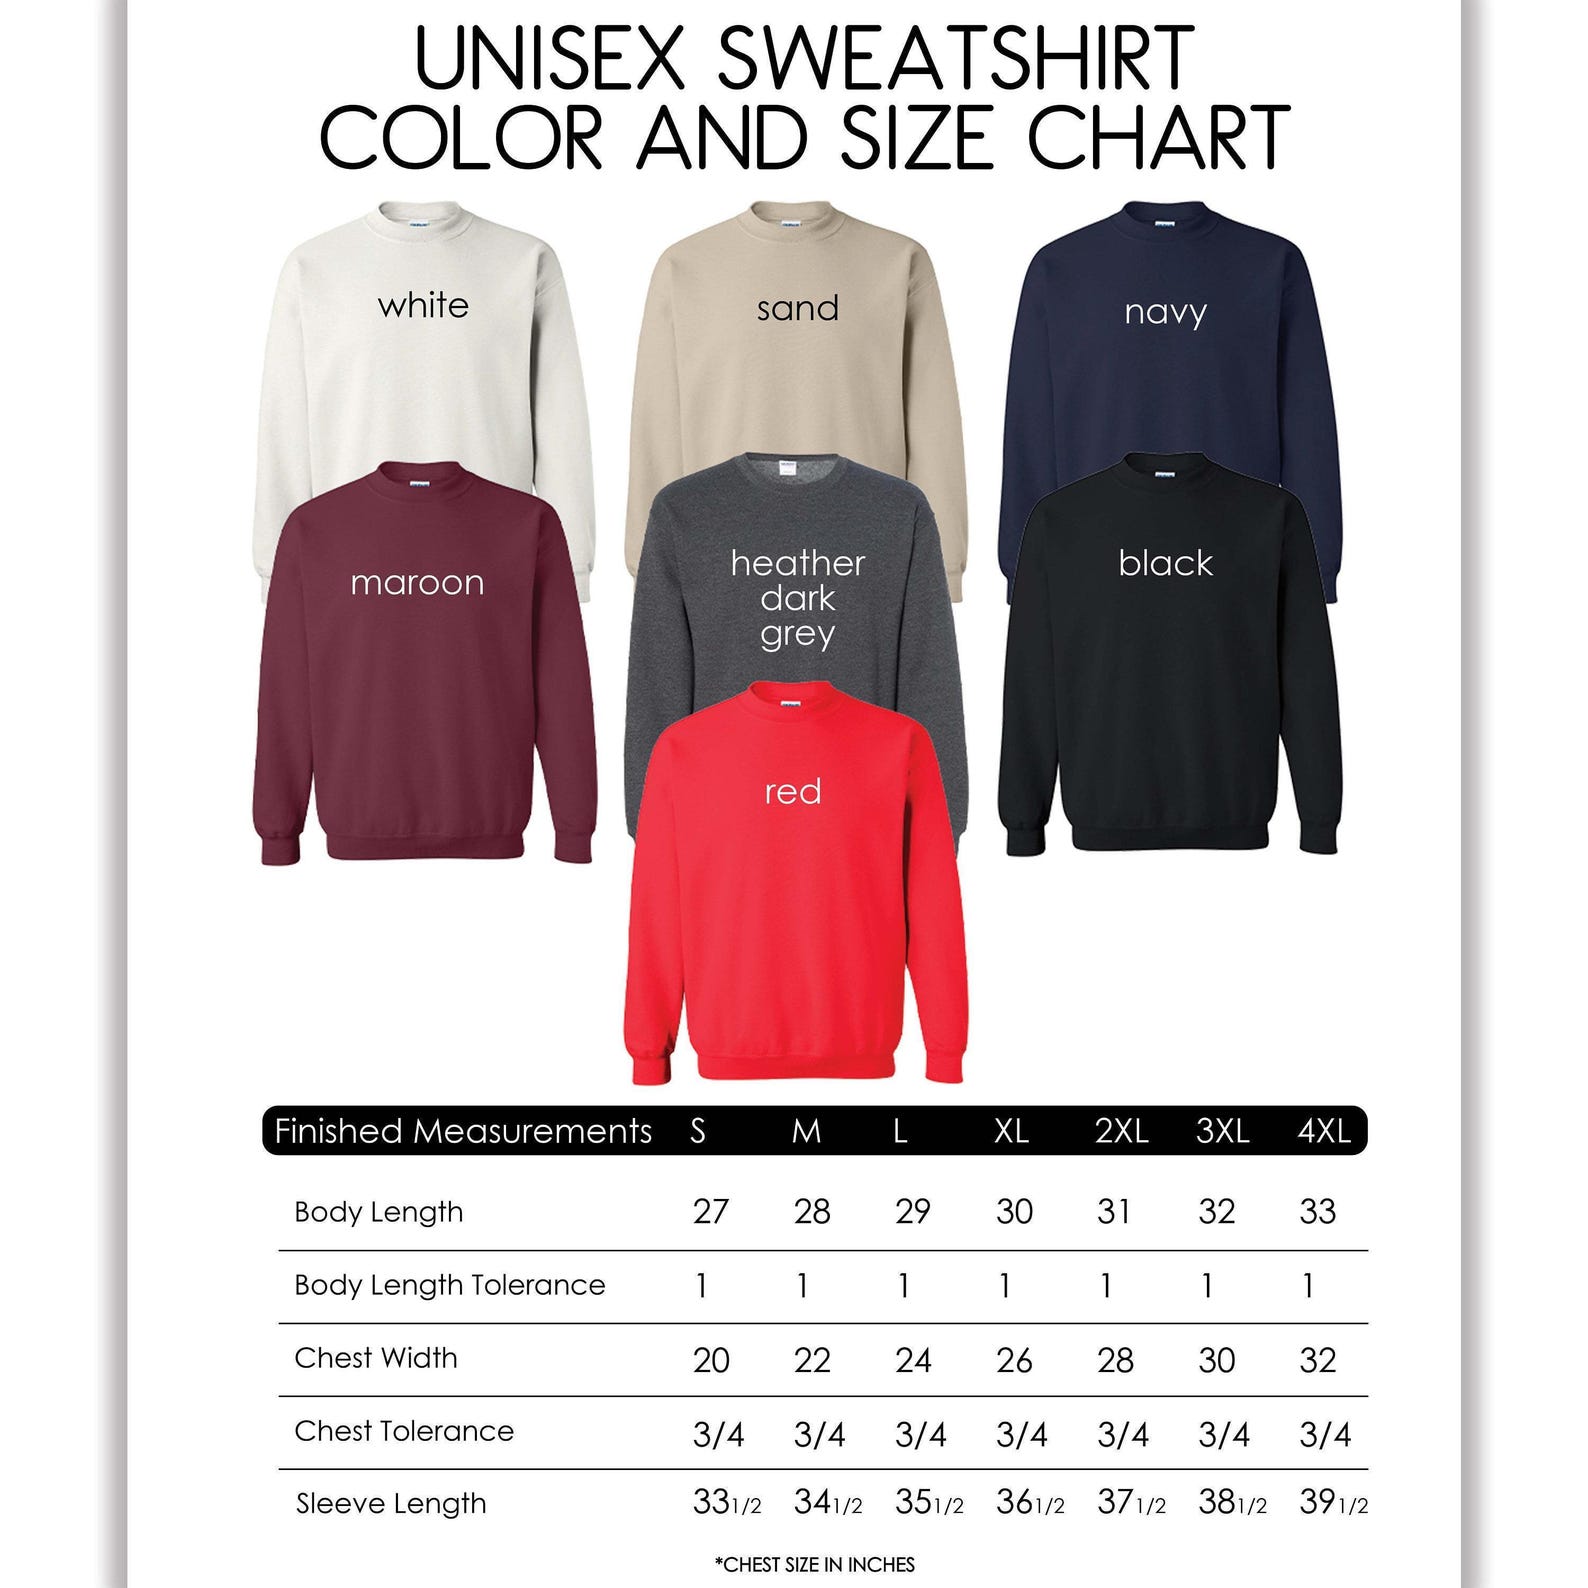 UNISEX SWEATSHIRT
COLOR AND SIZE CHART
white
sand
navy
maroon
heather
dark
grey
black
red
Finished Measurements S M L XL 2XL 3XL 4XL
Body Length 27 28 29 30 31 32 33
Body Length Tolerance 1 1 1 1 1 1 1
Chest Width 20 22 24 26 28 30 32
Chest Tolerance 3/4 3/4 3/4 3/4 3/4 3/4 3/4
Sleeve Length 33 1/2 34 1/2 35 1/2 36 1/2 37 1/2 38 1/2 39 1/2
*CHEST SIZE IN INCHES